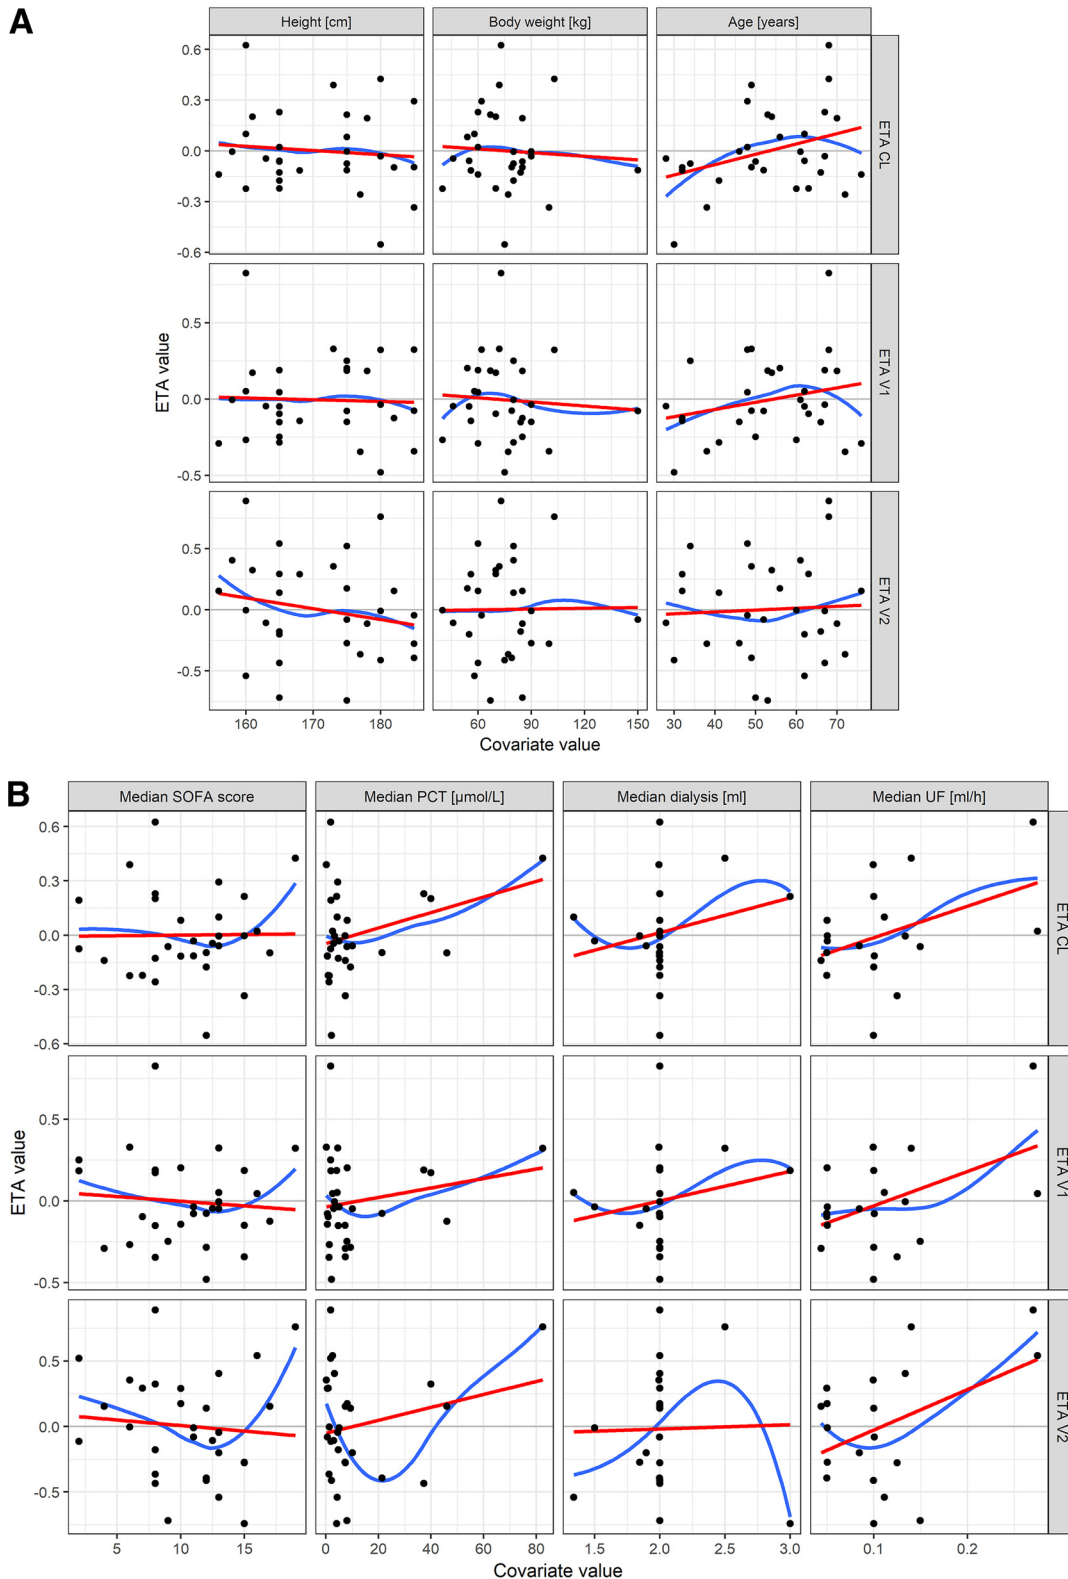 A
Height [cm] Body weight [kg] Age [years]
0.6
0.3
0.0
-0.3
-0.6
ETA CL
0.5
0.0
-0.5
ETA V1
0.5
0.0
-0.5
ETA V2
ETA value
160 170 180 60 90 120 150 30 40 50 60 70
Covariate value
B
Median SOFA score Median PCT [µmol/L] Median dialysis [ml] Median UF [ml/h]
0.6
0.3
0.0
-0.3
-0.6
ETA CL
0.5
0.0
-0.5
ETA V1
0.5
0.0
-0.5
ETA V2
ETA value
5 10 15 0 20 40 60 80 1.5 2.0 2.5 3.0 0.1 0.2
Covariate value